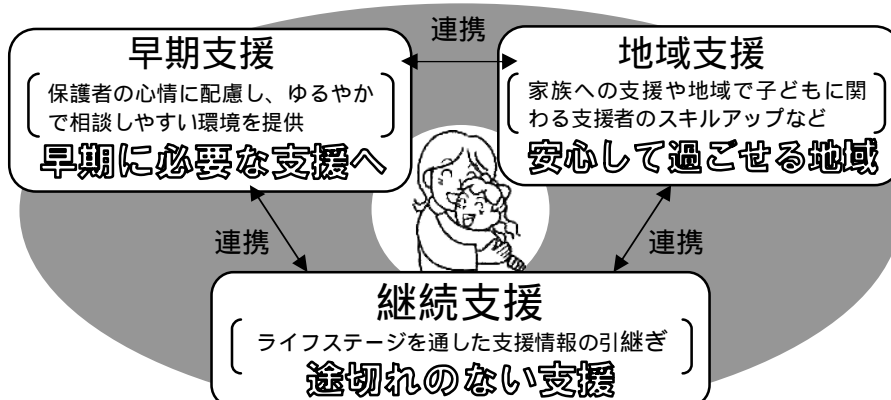 連携
早期支援
保護者の心情に配慮し、ゆるやか
で相談しやすい環境を提供
早期に必要な支援へ
地域支援
家族への支援や地域で子どもに関
わる支援者のスキルアップなど
安心して過ごせる地域
連携
連携
継続支援
ライフステージを通した支援情報の引継ぎ
途切れのない支援